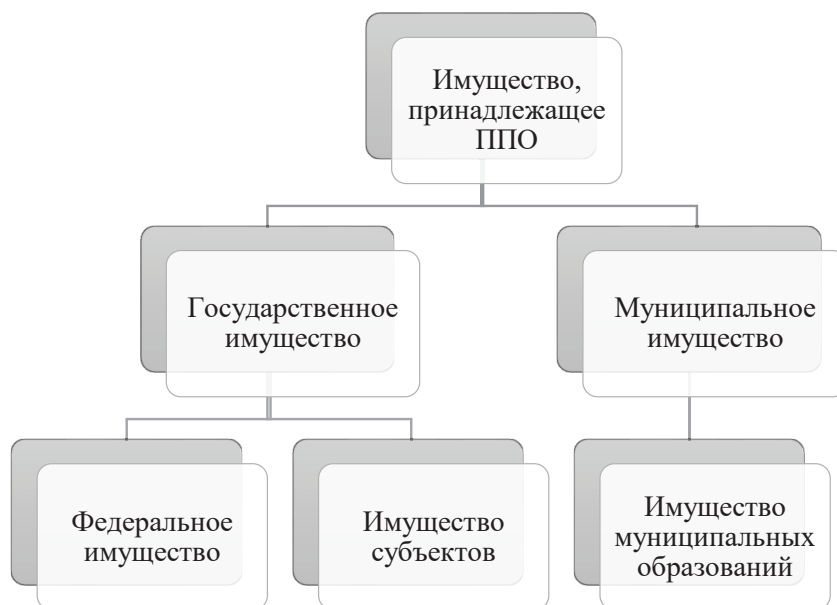 Имущество,
принадлежащее
ППО
Государственное
имущество
Муниципальное
имущество
Федеральное
имущество
Имущество
субъектов
Имущество
муниципальных
образований